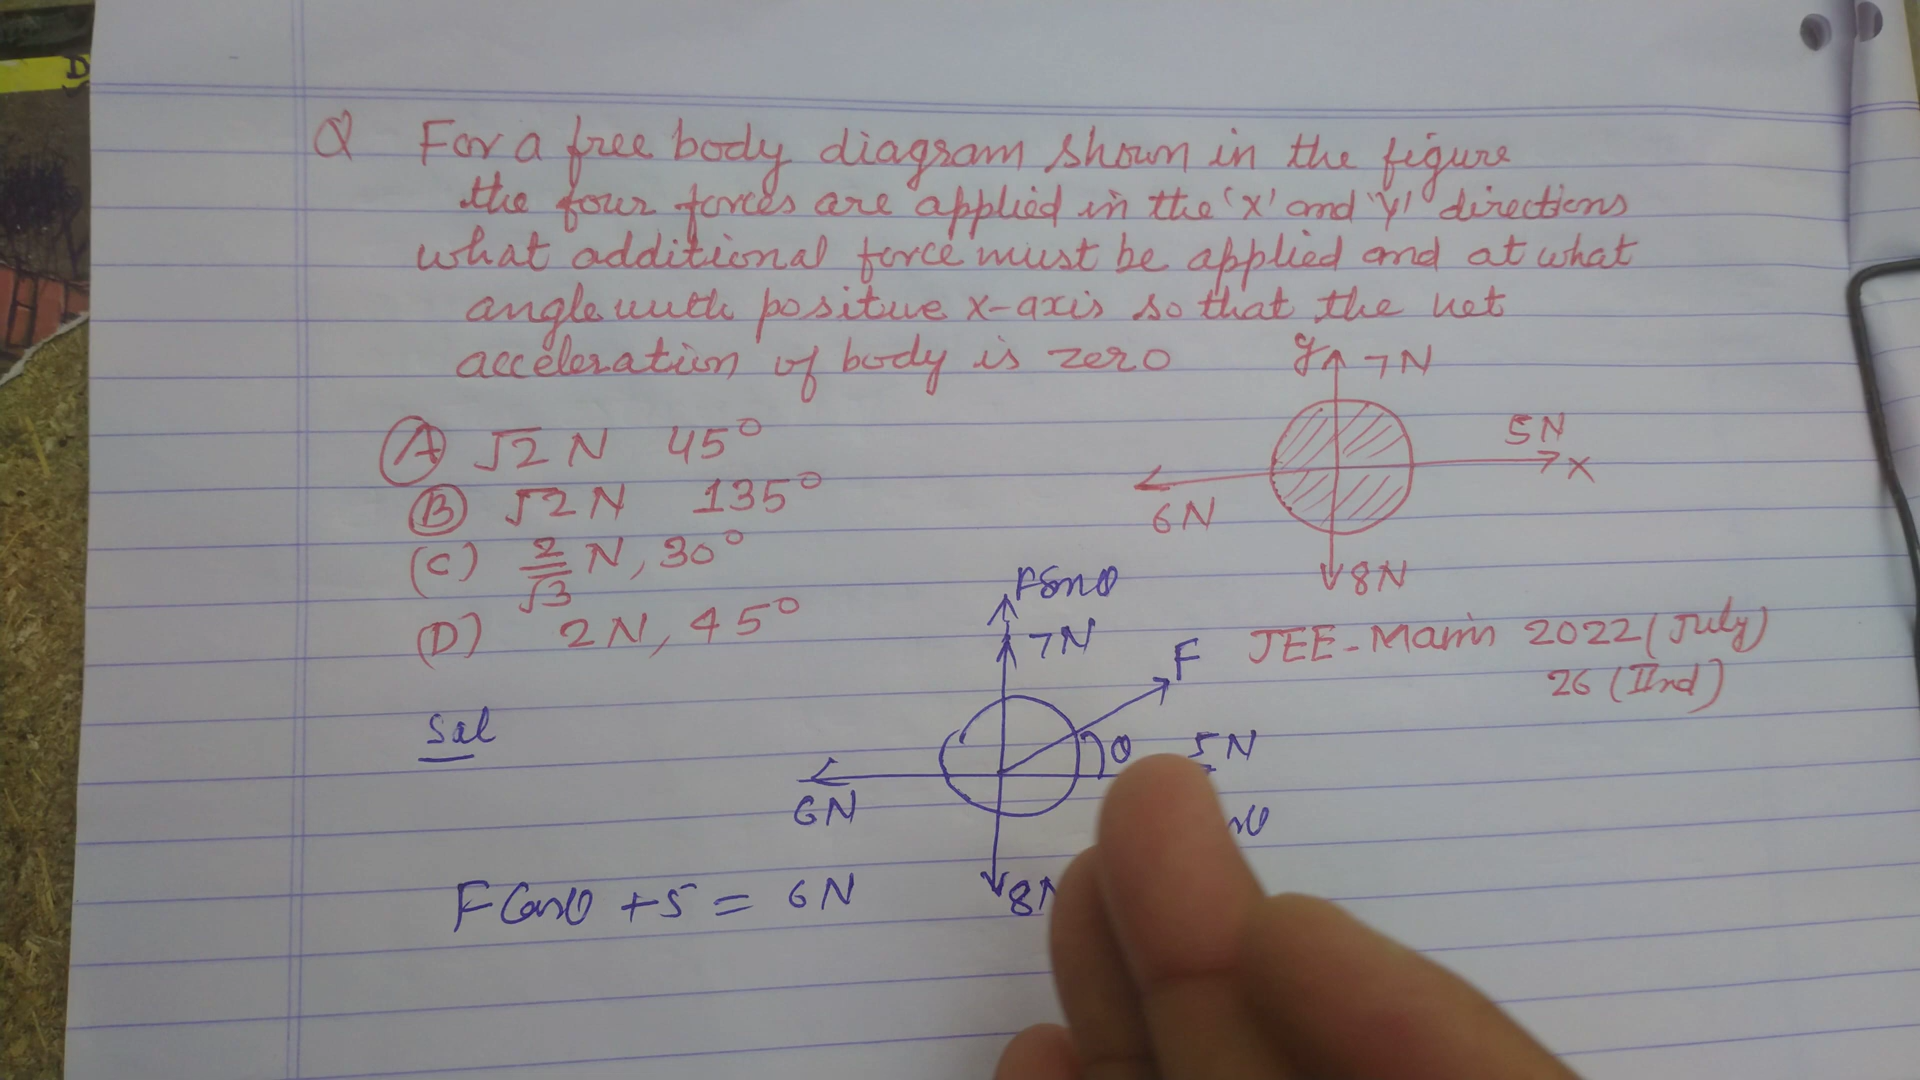 Q For a free body diagram shown in the figure
the four forces are applied in the 'x' and 'y' directions
what additional force must be applied and at what
angle with positive x-axis so that the net
acceleration of body is zero
y 7N
(A) √2 N 45°
5N
x
(B) √2 N 135°
6N
(C) 2/√3 N, 30°
8N
(D) 2N, 45°
JEE-Main 2022 (July)
26 (IInd)
Sol
F Sinθ
7N
F
θ 5N
6N
8N
F Cosθ + 5 = 6N